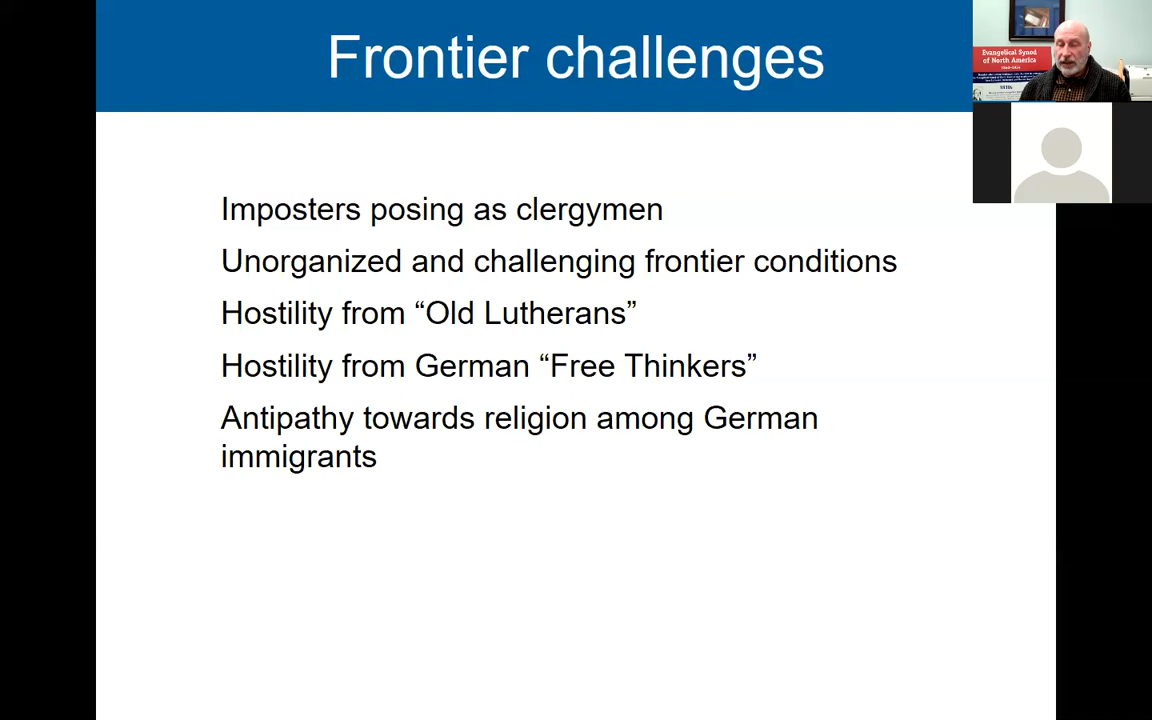 Frontier challenges
Evangelical Synod
of North America
Imposters posing as clergymen
Unorganized and challenging frontier conditions
Hostility from “Old Lutherans”
Hostility from German “Free Thinkers”
Antipathy towards religion among German
immigrants